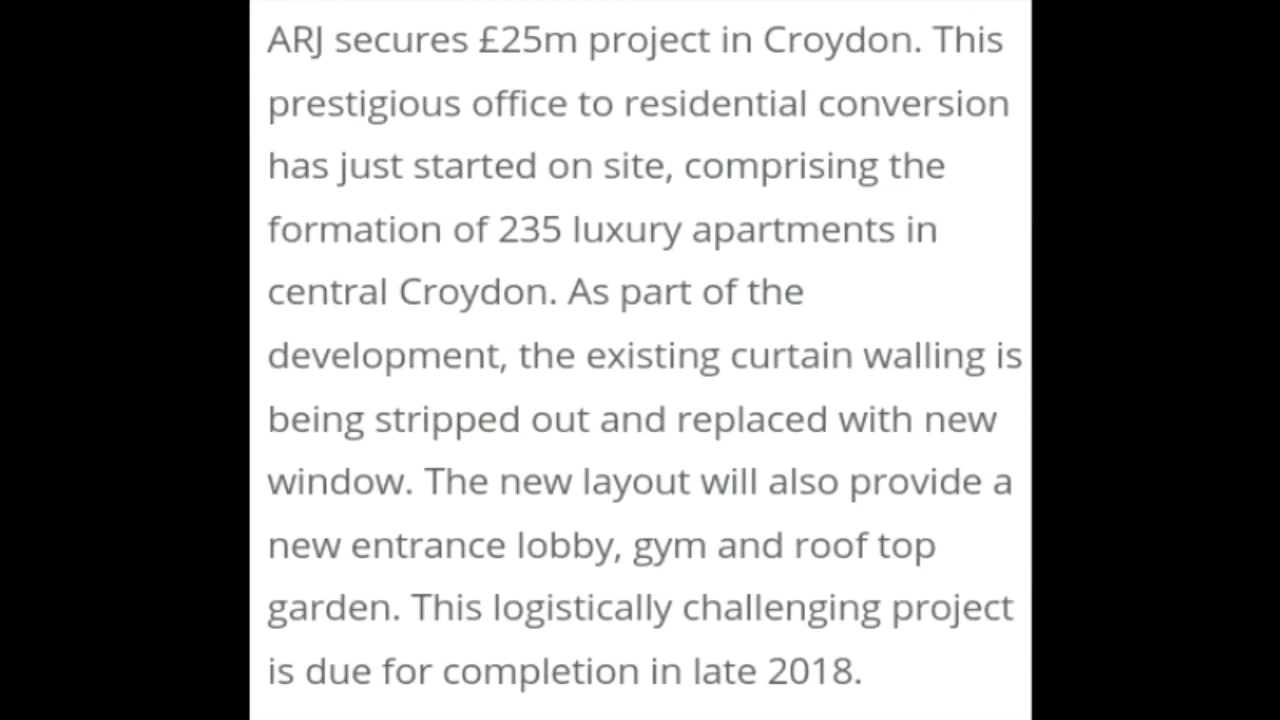 ARJ secures £25m project in Croydon. This
prestigious office to residential conversion
has just started on site, comprising the
formation of 235 luxury apartments in
central Croydon. As part of the
development, the existing curtain walling is
being stripped out and replaced with new
window. The new layout will also provide a
new entrance lobby, gym and roof top
garden. This logistically challenging project
is due for completion in late 2018.